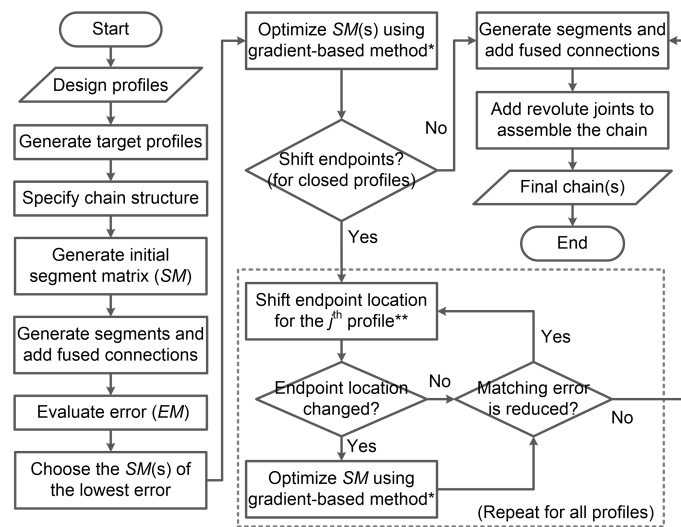 Start
Design profiles
Generate target profiles
Specify chain structure
Generate initial
segment matrix (SM)
Generate segments and
add fused connections
Evaluate error (EM)
Choose the SM(s) of
the lowest error
Optimize SM(s) using
gradient-based method*
Shift endpoints?
(for closed profiles)
No
Yes
Shift endpoint location
for the jth profile**
Endpoint location
changed?
No
Yes
Optimize SM using
gradient-based method*
Matching error
is reduced?
Yes
No
(Repeat for all profiles)
Generate segments and
add fused connections
Add revolute joints to
assemble the chain
Final chain(s)
End